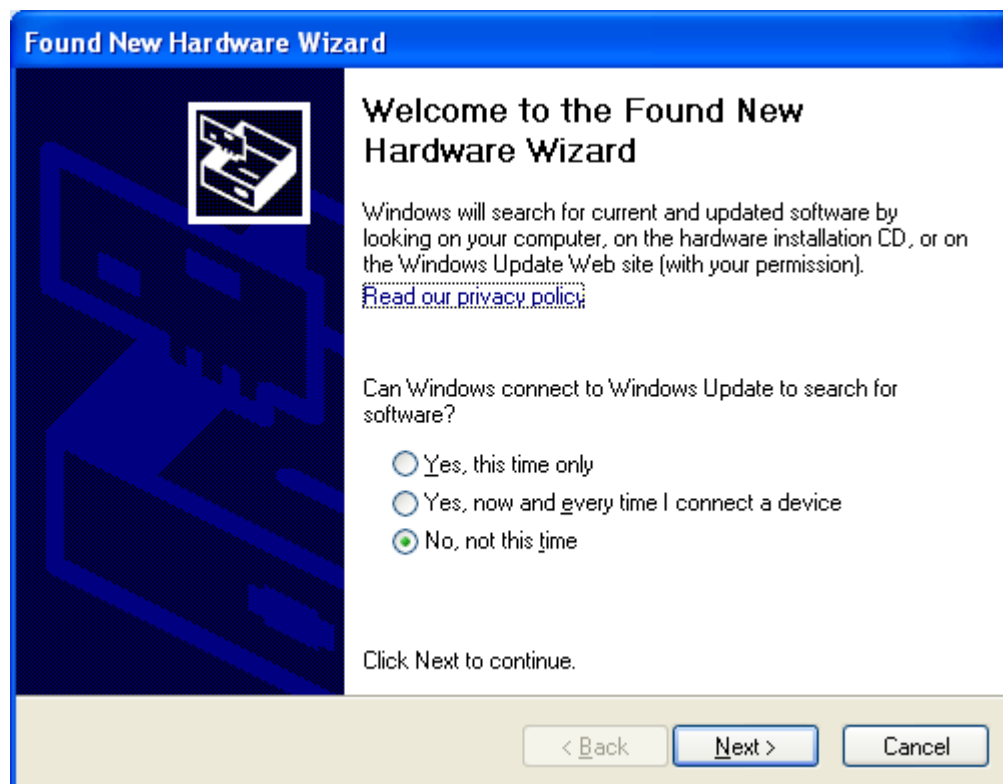 Found New Hardware Wizard
Welcome to the Found New
Hardware Wizard
Windows will search for current and updated software by
looking on your computer, on the hardware installation CD, or on
the Windows Update Web site (with your permission).
Read our privacy policy
Can Windows connect to Windows Update to search for
software?
Yes, this time only
Yes, now and every time I connect a device
No, not this time
Click Next to continue.
< Back
Next >
Cancel